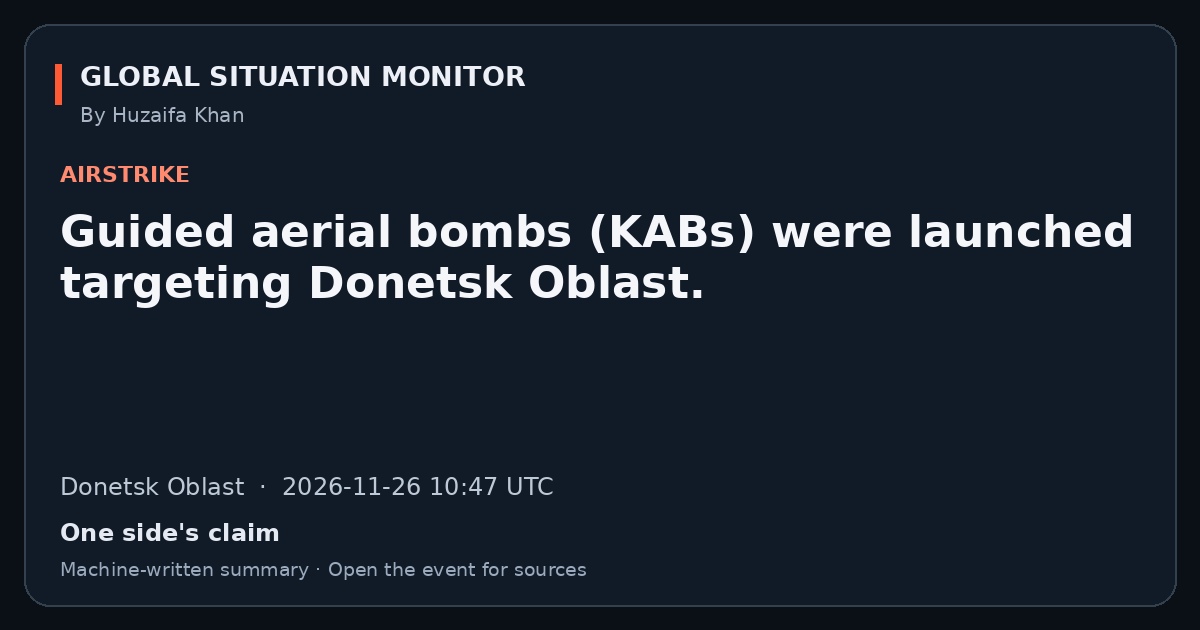 GLOBAL SITUATION MONITOR
By Huzaifa Khan
AIRSTRIKE
Guided aerial bombs (KABs) were launched
targeting Donetsk Oblast.
Donetsk Oblast · 2026-11-26 10:47 UTC
One side's claim
Machine-written summary · Open the event for sources